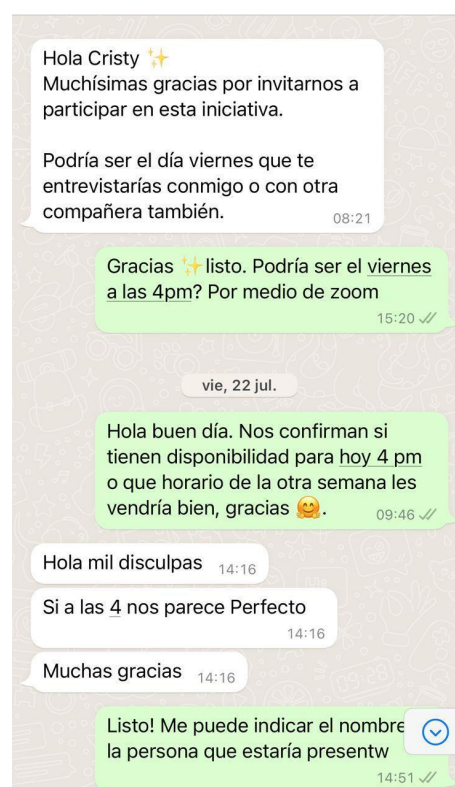 Hola Cristy ✨
Muchísimas gracias por invitarnos a
participar en esta iniciativa.
Podría ser el día viernes que te
entrevistarías conmigo o con otra
compañera también.
08:21
Gracias ✨ listo. Podría ser el viernes
a las 4pm? Por medio de zoom
15:20
vie, 22 jul.
Hola buen día. Nos confirman si
tienen disponibilidad para hoy 4 pm
o que horario de la otra semana les
vendría bien, gracias 🤗.
09:46
Hola mil disculpas 14:16
Si a las 4 nos parece Perfecto
14:16
Muchas gracias 14:16
Listo! Me puede indicar el nombre
la persona que estaría presentw
14:51